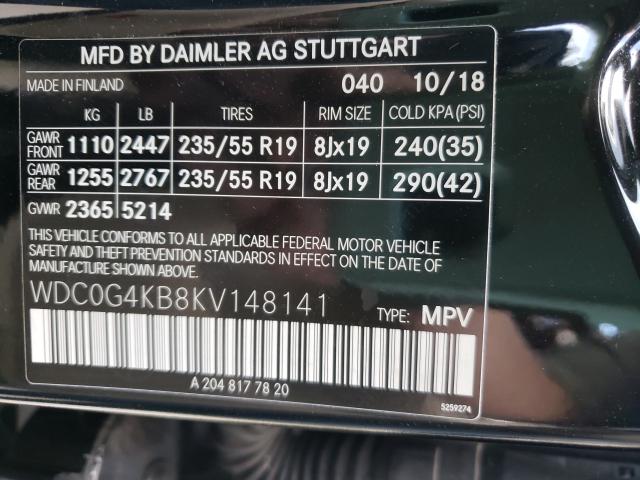 MFD BY DAIMLER AG STUTTGART
MADE IN FINLAND 040 10/18
KG LB TIRES RIM SIZE COLD KPA (PSI)
GAWR FRONT 1110 2447 235/55 R19 8Jx19 240(35)
GAWR REAR 1255 2767 235/55 R19 8Jx19 290(42)
GVWR 2365 5214
THIS VEHICLE CONFORMS TO ALL APPLICABLE FEDERAL MOTOR VEHICLE
SAFETY AND THEFT PREVENTION STANDARDS IN EFFECT ON THE DATE
OF MANUFACTURE SHOWN ABOVE.
WDC0G4KB8KV148141 TYPE: MPV
A 204 817 78 20
5259274